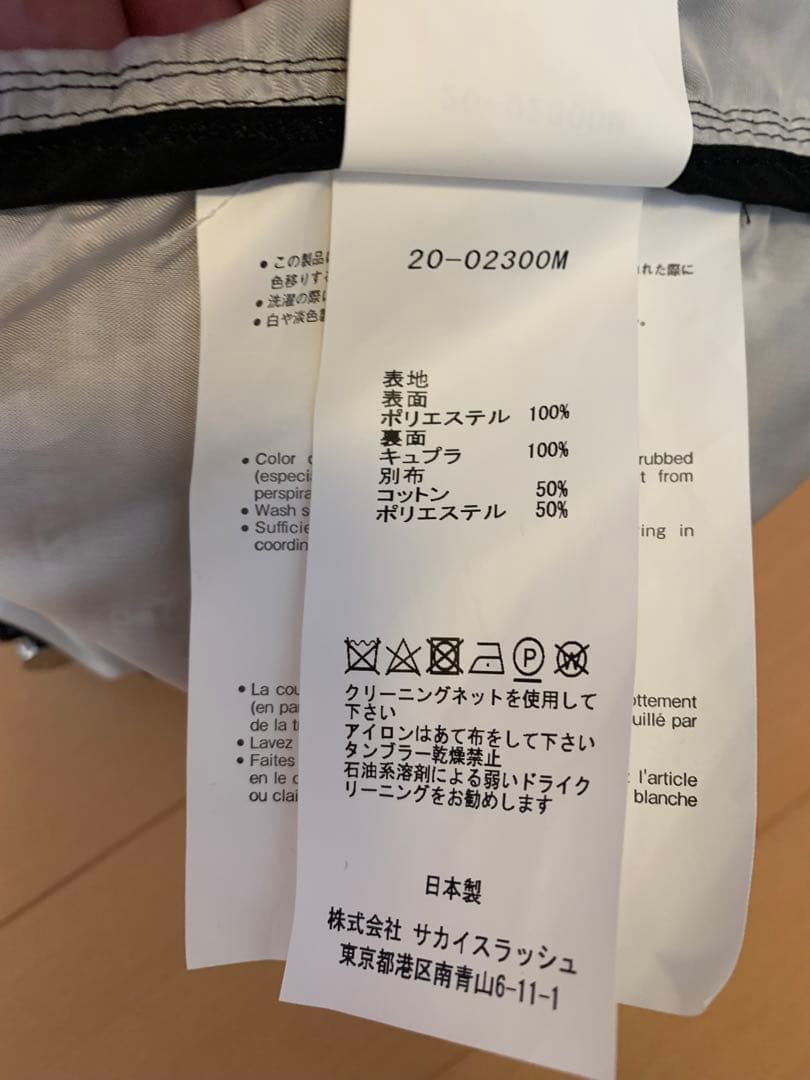 20-02300M
表地
表面
ポリエステル 100%
裏面
キュプラ 100%
別布
コットン 50%
ポリエステル 50%
P W
クリーニングネットを使用して
下さい
アイロンはあて布をして下さい
タンブラー乾燥禁止
石油系溶剤による弱いドライク
リーニングをお勧めします
日本製
株式会社 サカイスラッシュ
東京都港区南青山6-11-1
● この製品
れた際に
色移りす
● 洗濯の際
● 白や淡色
● Color
rubbed
from
● Wash
ring in
coordin
● La cou
ottement
(en pa
uillé par
de la
● Lavez
● Faites
l'article
en le
blanche
ou clai